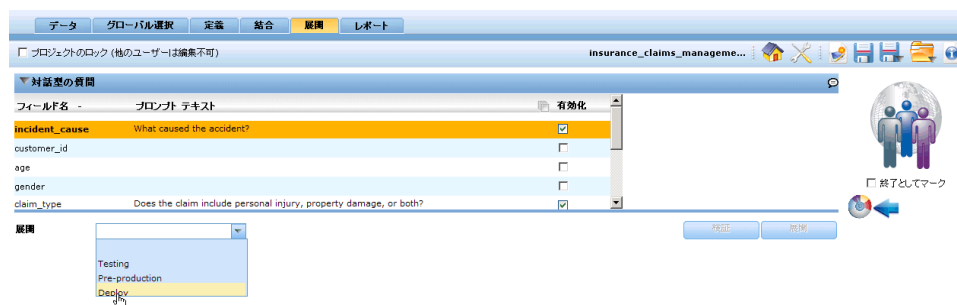 データ グローバル選択 定義 結合 展開 レポート
プロジェクトのロック (他のユーザーは編集不可) insurance_claims_manageme...
対話型の質問
フィールド名 プロンプト テキスト 有効化
incident_cause What caused the accident?
customer_id
age
gender
claim_type Does the claim include personal injury, property damage, or both?
終了としてマーク
展開 検証 展開
Testing
Pre-production
Deploy